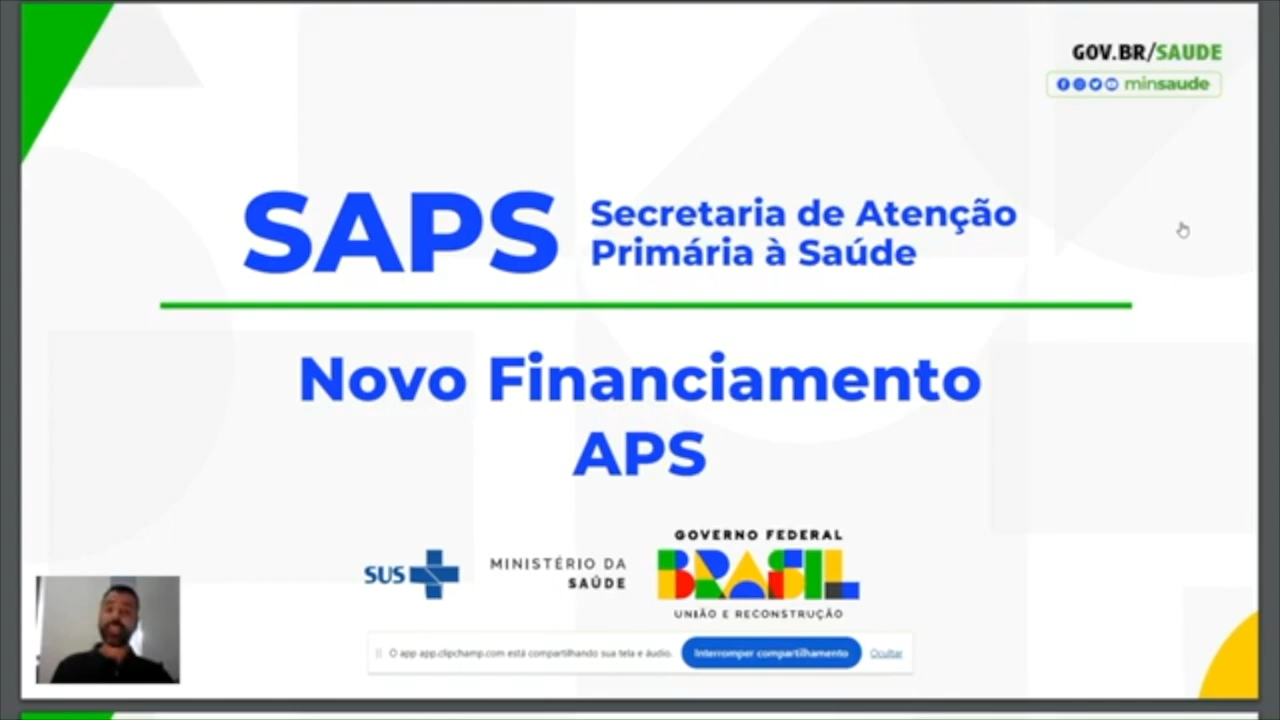 GOV.BR/SAUDE
minsaude
SAPS
Secretaria de Atenção
Primária à Saúde
Novo Financiamento
APS
SUS
MINISTÉRIO DA
SAÚDE
GOVERNO FEDERAL
BRASIL
UNIÃO E RECONSTRUÇÃO
O app app.clipchamp.com está compartilhando sua tela e áudio. Interromper compartilhamento Ocultar